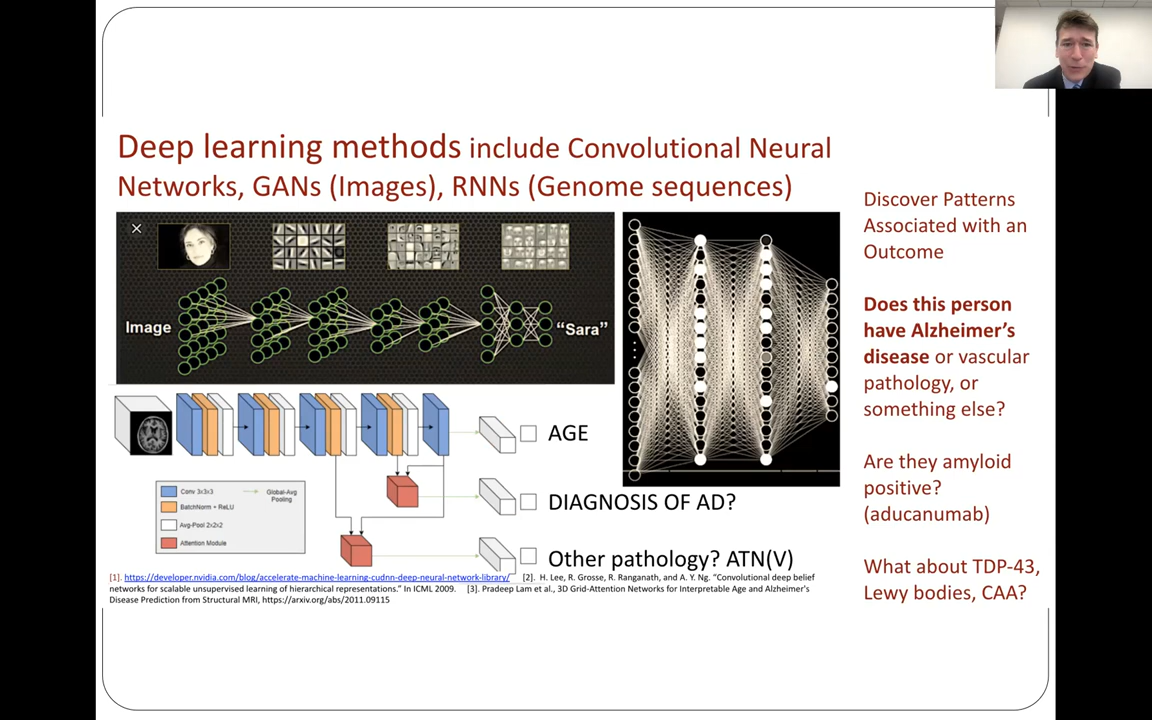 Deep learning methods include Convolutional Neural
Networks, GANs (Images), RNNs (Genome sequences)
Image
"Sara"
AGE
DIAGNOSIS OF AD?
Other pathology? ATN(V)
Conv 3x3x3
BatchNorm + ReLU
Avg-Pool 2x2x2
Attention Module
Global-Avg
Pooling
[1]. https://developer.nvidia.com/blog/accelerate-machine-learning-cudnn-deep-neural-network-library/ [2]. H. Lee, R. Grosse, R. Ranganath, and A. Y. Ng. "Convolutional deep belief
networks for scalable unsupervised learning of hierarchical representations." In ICML 2009. [3]. Pradeep Lam et al., 3D Grid-Attention Networks for Interpretable Age and Alzheimer's
Disease Prediction from Structural MRI, https://arxiv.org/abs/2011.09115
Discover Patterns
Associated with an
Outcome
Does this person
have Alzheimer's
disease or vascular
pathology, or
something else?
Are they amyloid
positive?
(aducanumab)
What about TDP-43,
Lewy bodies, CAA?